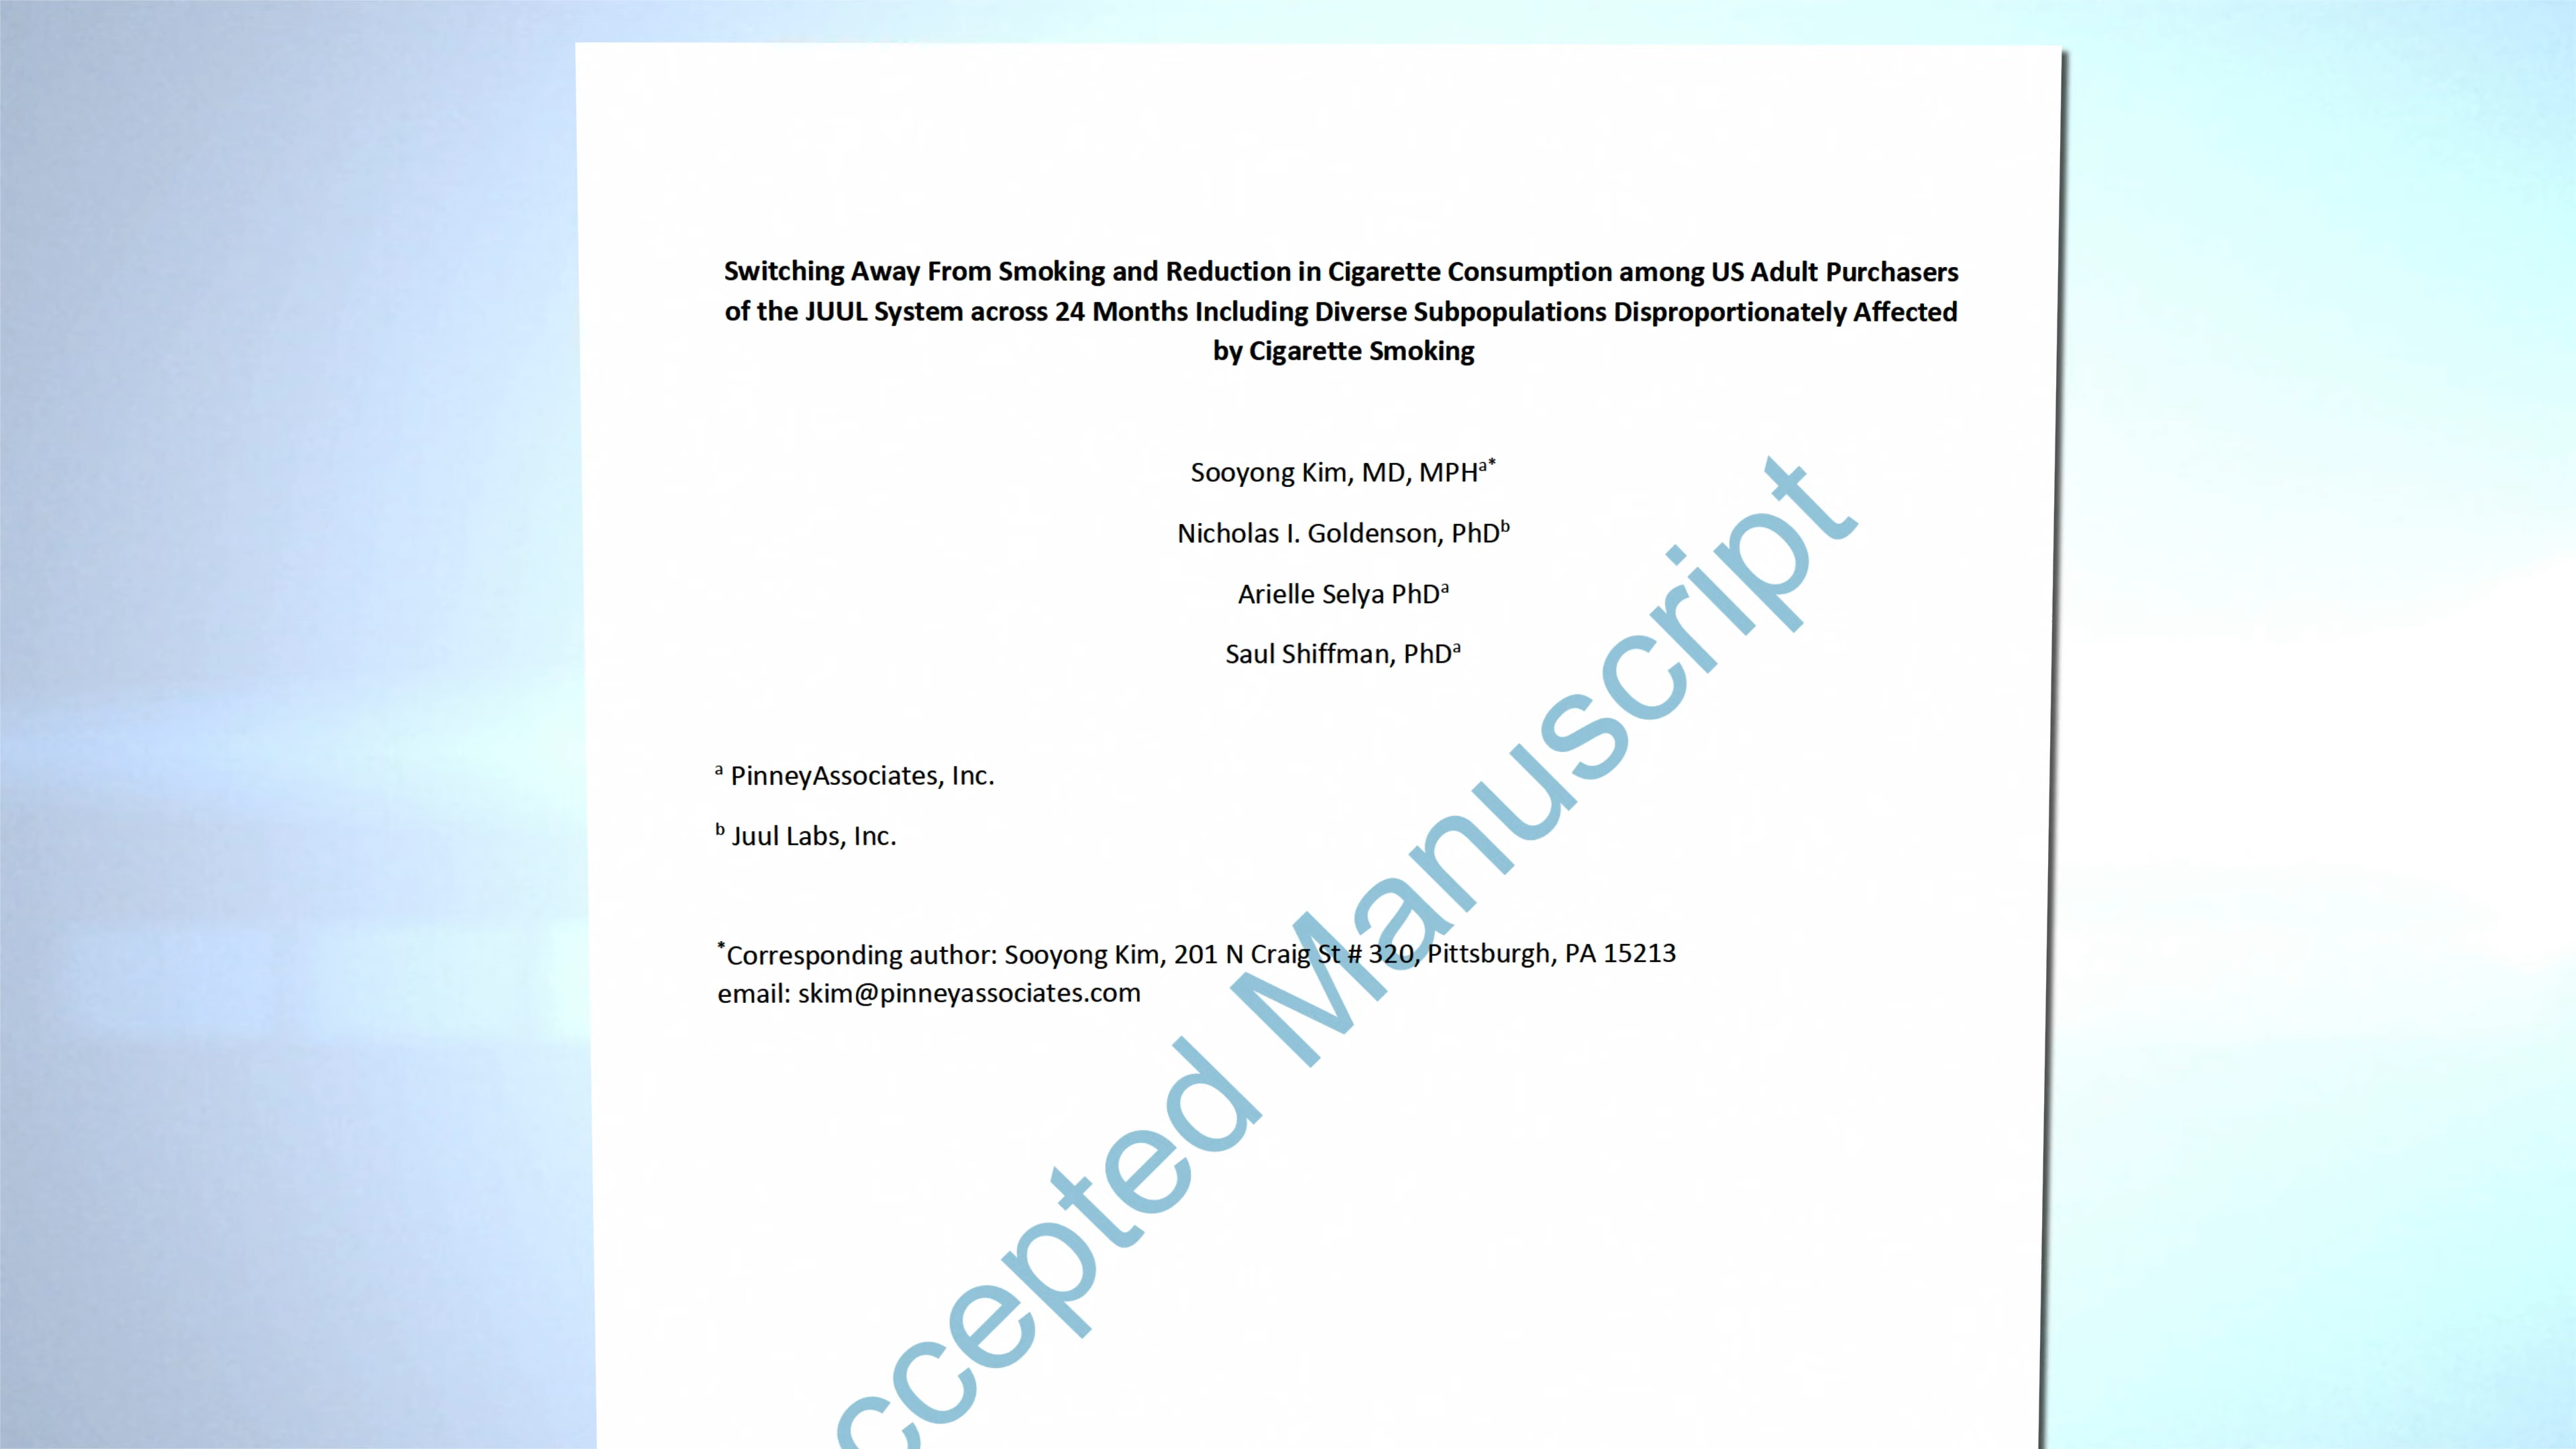 Switching Away From Smoking and Reduction in Cigarette Consumption among US Adult Purchasers
of the JUUL System across 24 Months Including Diverse Subpopulations Disproportionately Affected
by Cigarette Smoking
Sooyong Kim, MD, MPHa*
Nicholas I. Goldenson, PhDb
Arielle Selya PhDa
Saul Shiffman, PhDa
a PinneyAssociates, Inc.
b Juul Labs, Inc.
*Corresponding author: Sooyong Kim, 201 N Craig St # 320, Pittsburgh, PA 15213
email: skim@pinneyassociates.com
ccepted Manuscript